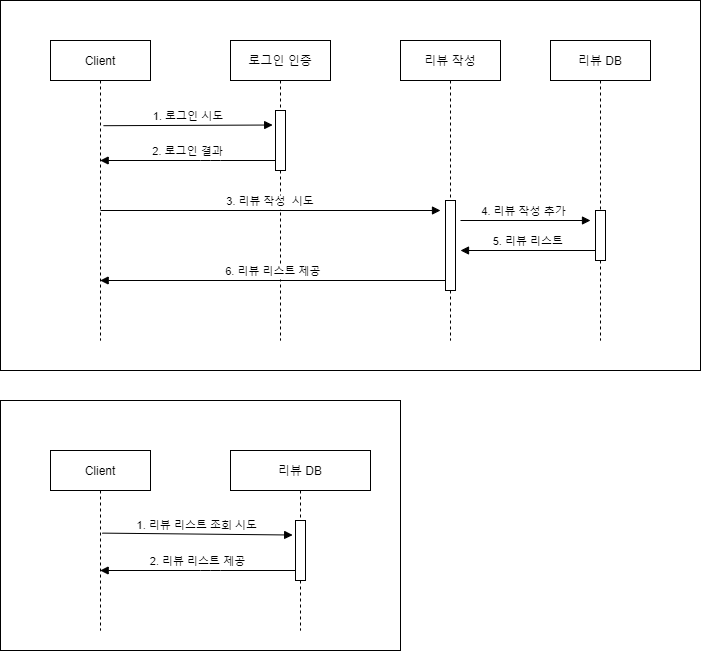 Client
로그인 인증
리뷰 작성
리뷰 DB
1. 로그인 시도
2. 로그인 결과
3. 리뷰 작성  시도
4. 리뷰 작성 추가
5. 리뷰 리스트
6. 리뷰 리스트 제공
Client
리뷰 DB
1. 리뷰 리스트 조회 시도
2. 리뷰 리스트 제공